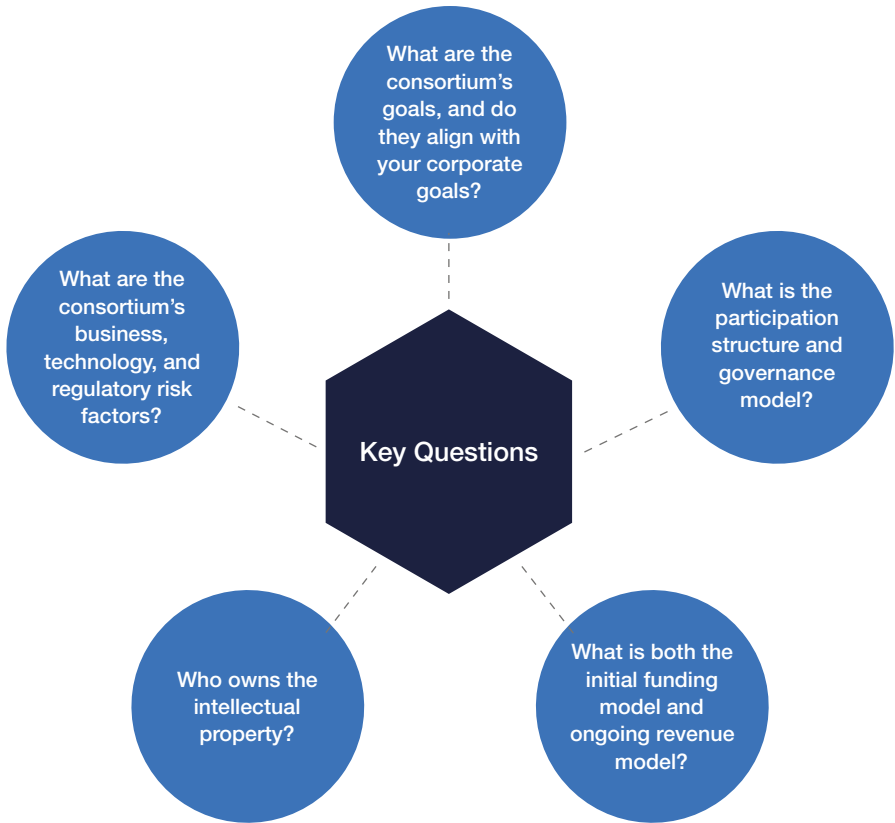 What are the
consortium’s
goals, and do
they align with
your corporate
goals?
What is the
participation
structure and
governance
model?
What is both the
initial funding
model and
ongoing revenue
model?
Who owns the
intellectual
property?
What are the
consortium’s
business,
technology, and
regulatory risk
factors?
Key Questions